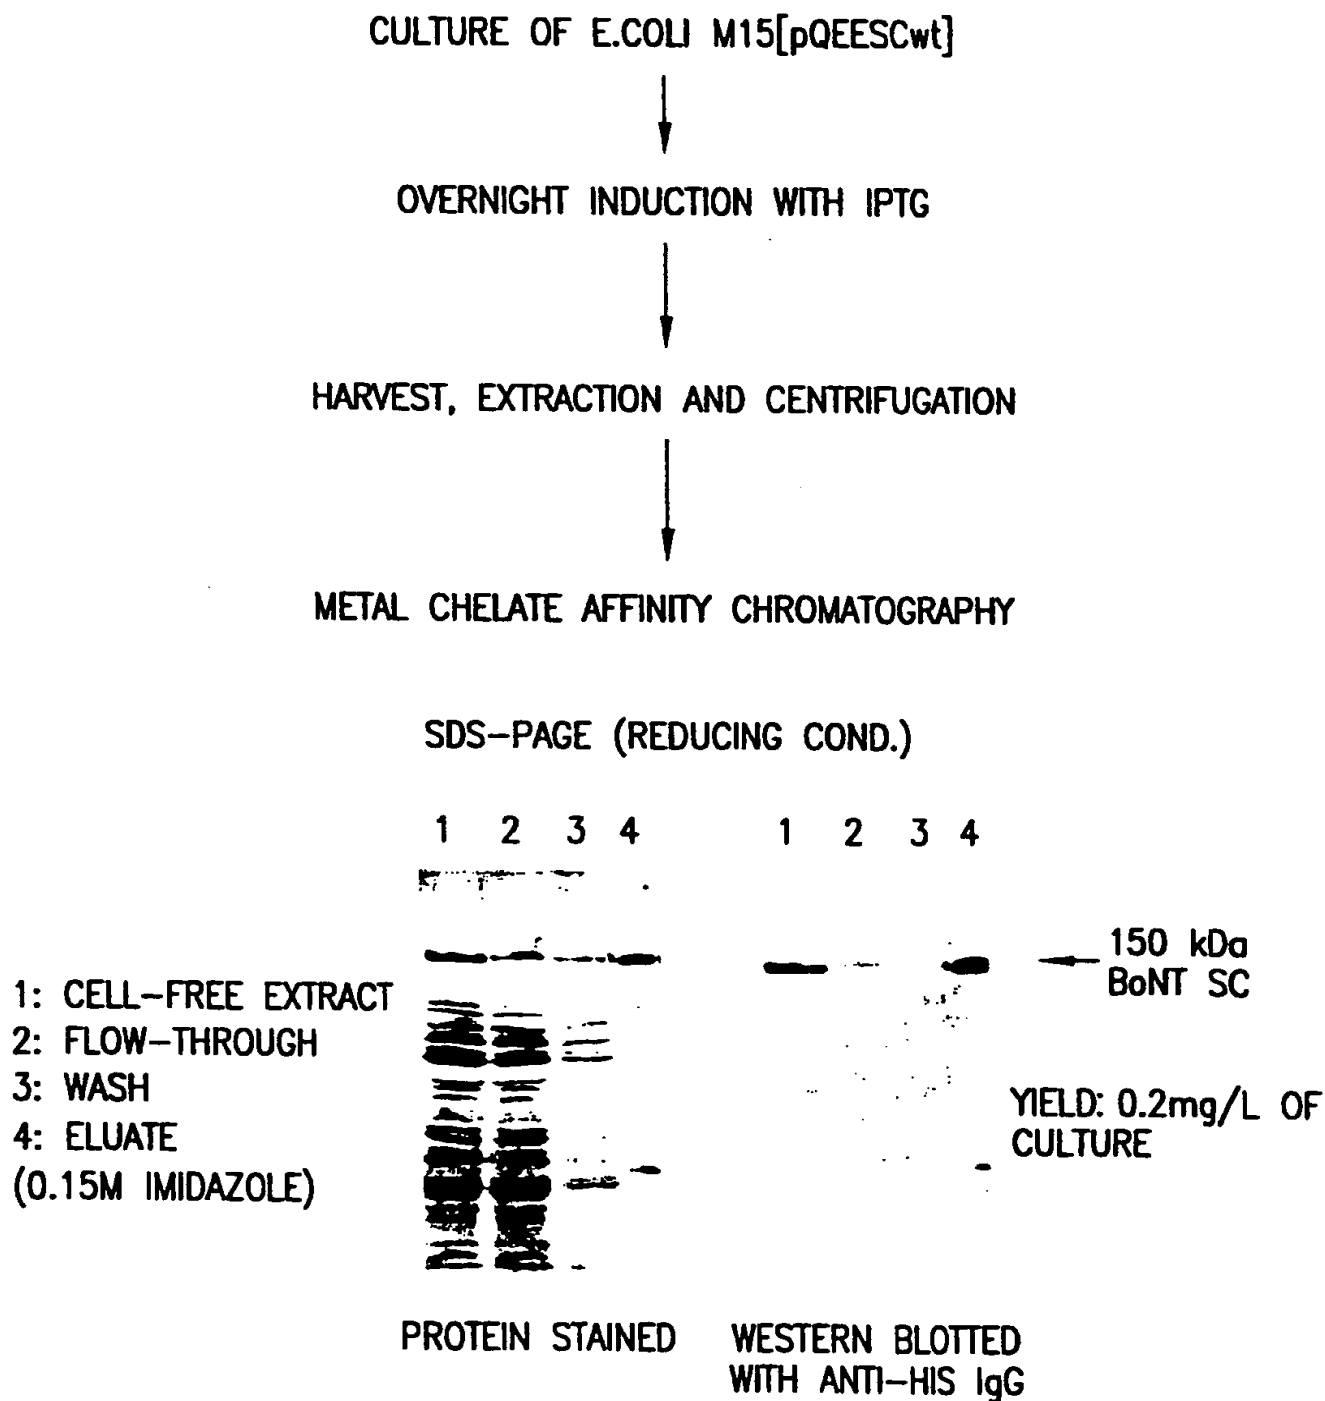 CULTURE OF E.COLI M15[pQEESCwt]
OVERNIGHT INDUCTION WITH IPTG
HARVEST, EXTRACTION AND CENTRIFUGATION
METAL CHELATE AFFINITY CHROMATOGRAPHY
SDS-PAGE (REDUCING COND.)
1 2 3 4
1 2 3 4
150 kDa
BoNT SC
1: CELL-FREE EXTRACT
2: FLOW-THROUGH
3: WASH
4: ELUATE
(0.15M IMIDAZOLE)
YIELD: 0.2mg/L OF
CULTURE
PROTEIN STAINED
WESTERN BLOTTED
WITH ANTI-HIS IgG